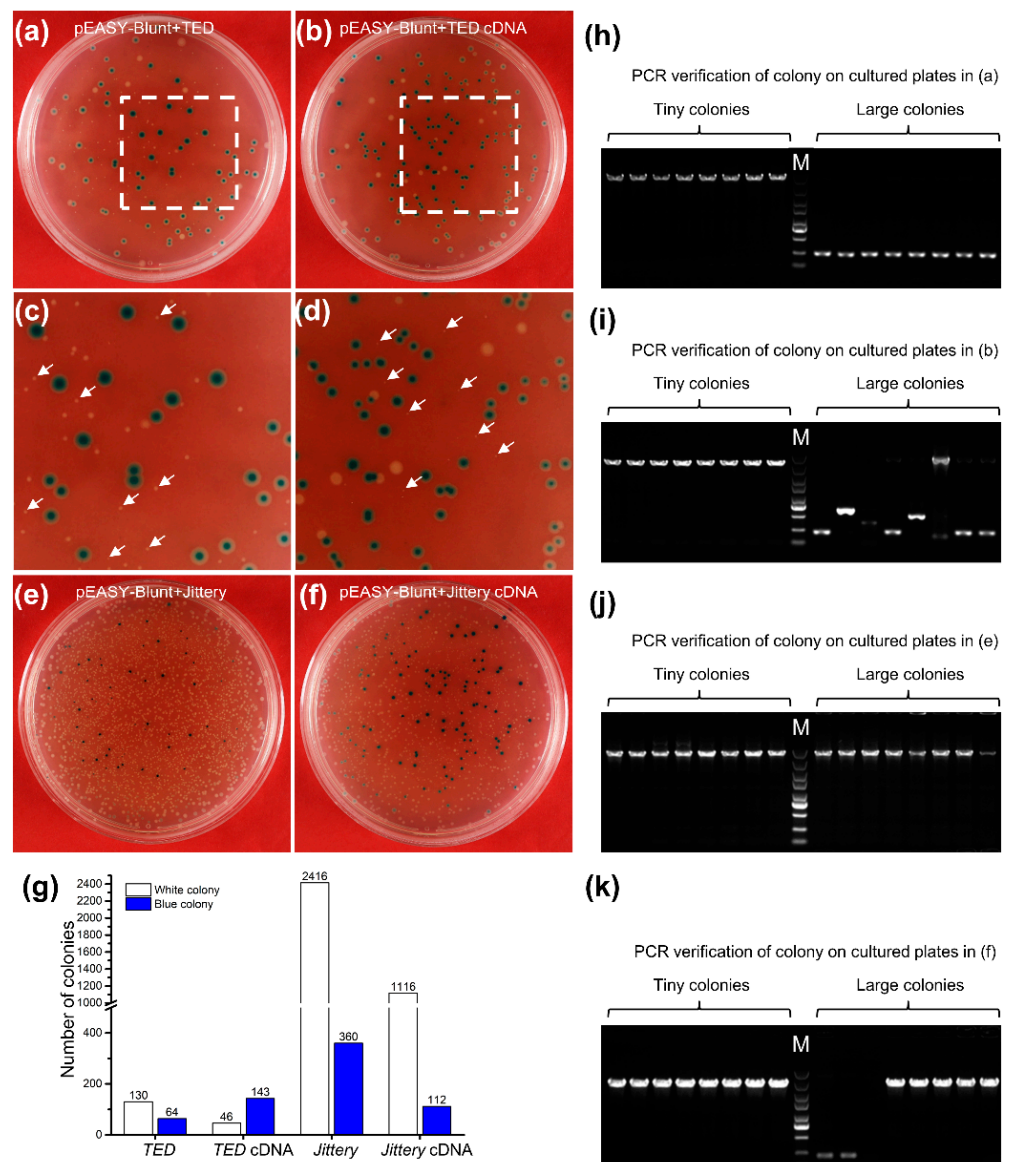 (a) pEASY-Blunt+TED
(b) pEASY-Blunt+TED cDNA
(c)
(d)
(e) pEASY-Blunt+Jittery
(f) pEASY-Blunt+Jittery cDNA
(g)
Number of colonies
2400
2200
2000
1800
1600
1400
1200
1000
400
200
0
White colony
Blue colony
130
64
46
143
2416
360
1116
112
TED
TED cDNA
Jittery
Jittery cDNA
(h)
PCR verification of colony on cultured plates in (a)
Tiny colonies Large colonies
M
(i)
PCR verification of colony on cultured plates in (b)
Tiny colonies Large colonies
M
(j)
PCR verification of colony on cultured plates in (e)
Tiny colonies Large colonies
M
(k)
PCR verification of colony on cultured plates in (f)
Tiny colonies Large colonies
M